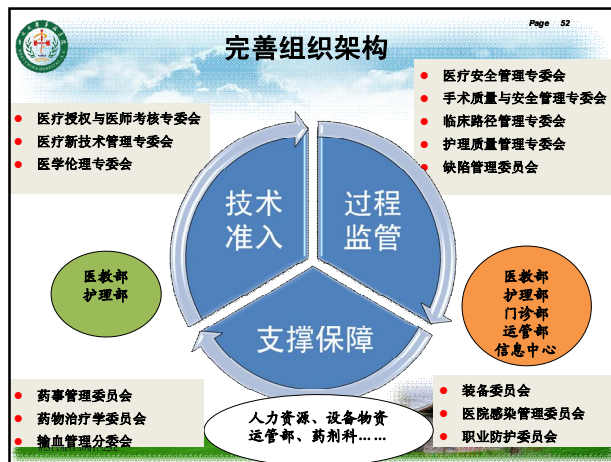 Page 52
完善组织架构
医疗授权与医师考核专委会
医疗新技术管理专委会
医学伦理专委会
医疗安全管理专委会
手术质量与安全管理专委会
临床路径管理专委会
护理质量管理专委会
缺陷管理委员会
技术
准入
过程
监管
支撑保障
医教部
护理部
医教部
护理部
门诊部
运管部
信息中心
药事管理委员会
药物治疗学委员会
输血管理分委会
人力资源、设备物资
运管部、药剂科……
装备委员会
医院感染管理委员会
职业防护委员会